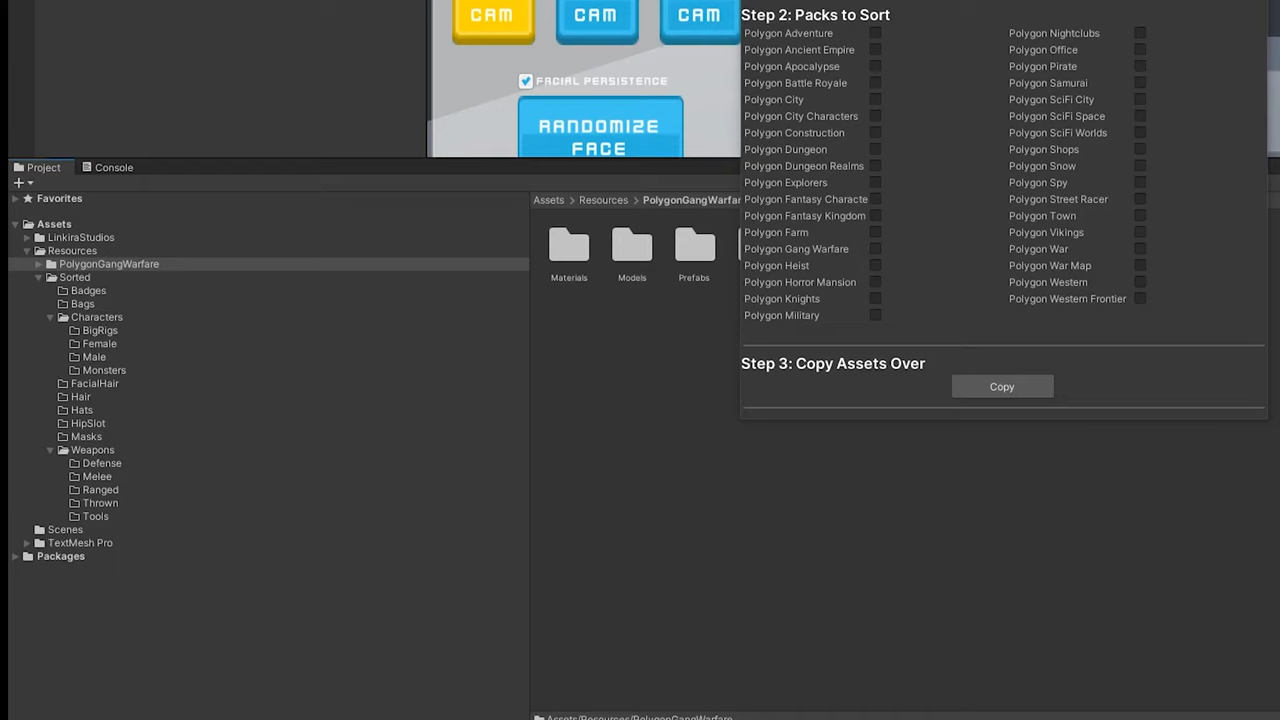 CAM
CAM
CAM
FACIAL PERSISTENCE
RANDOMIZE
FACE
Step 2: Packs to Sort
Polygon Adventure
Polygon Ancient Empire
Polygon Apocalypse
Polygon Battle Royale
Polygon City
Polygon City Characters
Polygon Construction
Polygon Dungeon
Polygon Dungeon Realms
Polygon Explorers
Polygon Fantasy Characte
Polygon Fantasy Kingdom
Polygon Farm
Polygon Gang Warfare
Polygon Heist
Polygon Horror Mansion
Polygon Knights
Polygon Military
Polygon Nightclubs
Polygon Office
Polygon Pirate
Polygon Samurai
Polygon SciFi City
Polygon SciFi Space
Polygon SciFi Worlds
Polygon Shops
Polygon Snow
Polygon Spy
Polygon Street Racer
Polygon Town
Polygon Vikings
Polygon War
Polygon War Map
Polygon Western
Polygon Western Frontier
Step 3: Copy Assets Over
Copy
Project
Console
Favorites
Assets
LinkiraStudios
Resources
PolygonGangWarfare
Sorted
Badges
Bags
Characters
BigRigs
Female
Male
Monsters
FacialHair
Hair
Hats
HipSlot
Masks
Weapons
Defense
Melee
Ranged
Thrown
Tools
Scenes
TextMesh Pro
Packages
Assets > Resources > PolygonGangWarfar
Materials
Models
Prefabs
Assets/Resources/PolygonGangWarfare